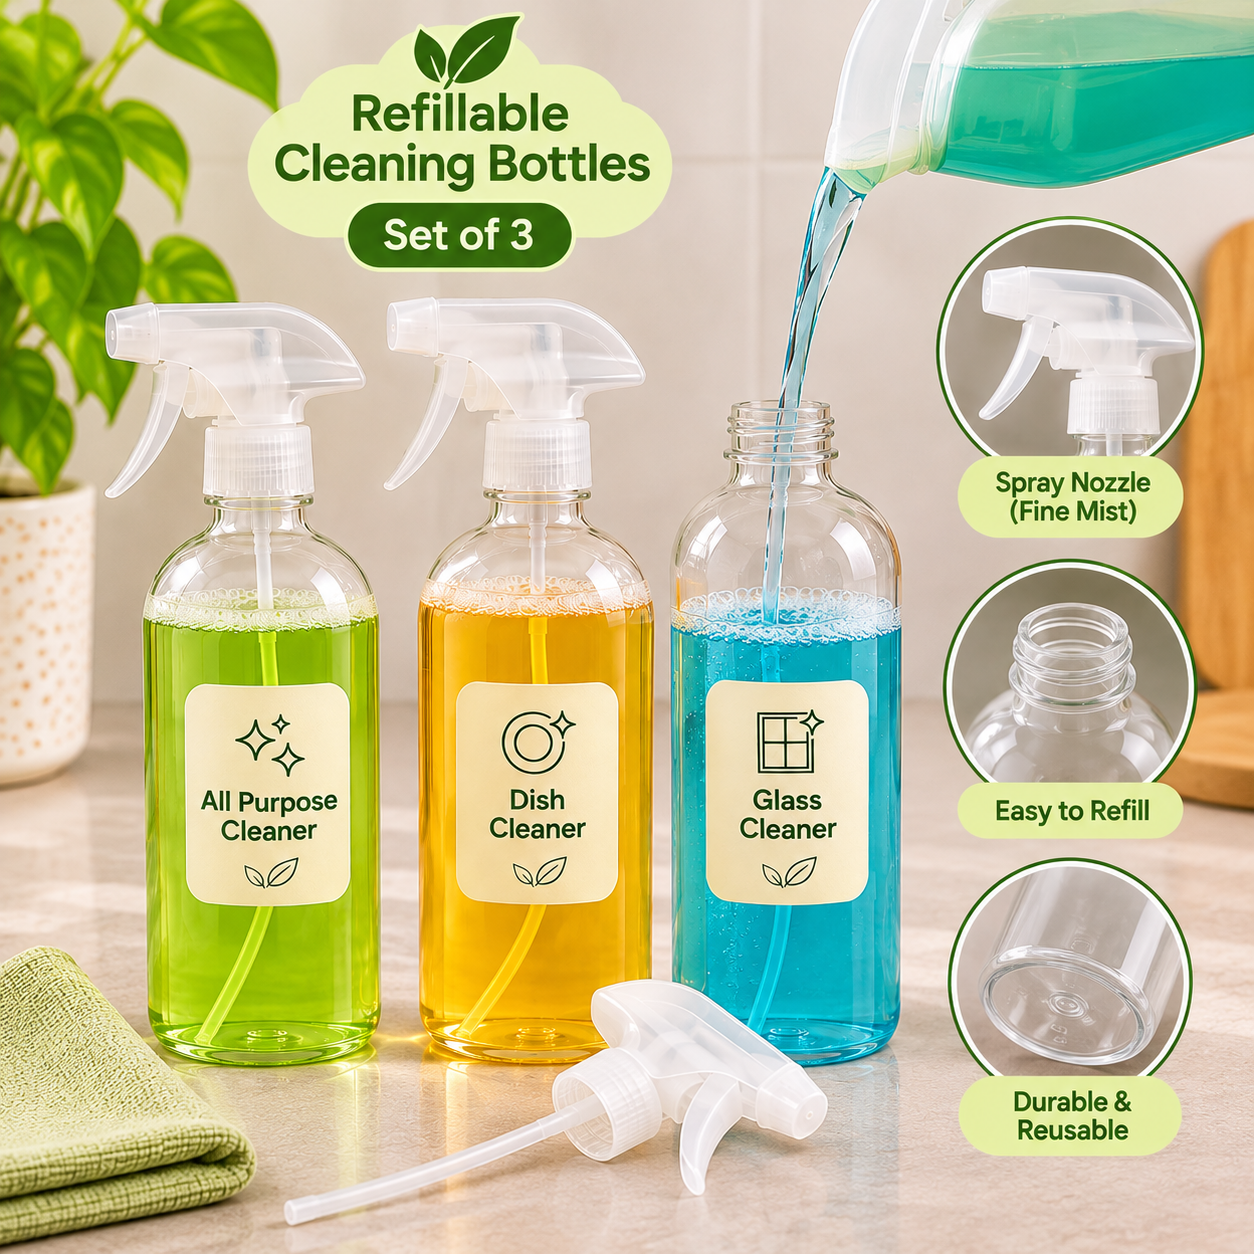 Refillable
Cleaning Bottles
Set of 3
Spray Nozzle
(Fine Mist)
Easy to Refill
Durable &
Reusable
All Purpose
Cleaner
Dish
Cleaner
Glass
Cleaner